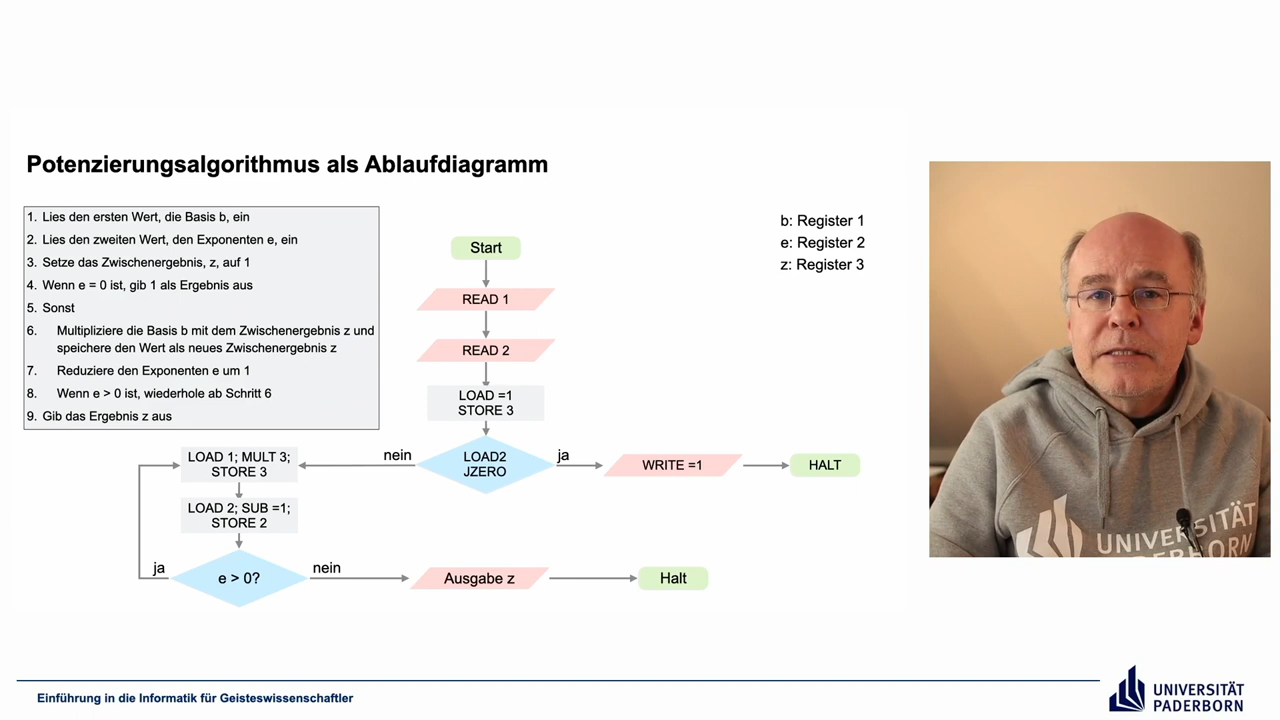 Potenzierungsalgorithmus als Ablaufdiagramm
1. Lies den ersten Wert, die Basis b, ein
2. Lies den zweiten Wert, den Exponenten e, ein
3. Setze das Zwischenergebnis, z, auf 1
4. Wenn e = 0 ist, gib 1 als Ergebnis aus
5. Sonst
6. Multipliziere die Basis b mit dem Zwischenergebnis z und
speichere den Wert als neues Zwischenergebnis z
7. Reduziere den Exponenten e um 1
8. Wenn e > 0 ist, wiederhole ab Schritt 6
9. Gib das Ergebnis z aus
b: Register 1
e: Register 2
z: Register 3
Start
READ 1
READ 2
LOAD =1
STORE 3
LOAD2
JZERO
ja
WRITE =1
HALT
nein
LOAD 1; MULT 3;
STORE 3
LOAD 2; SUB =1;
STORE 2
e > 0?
ja
nein
Ausgabe z
Halt
UNIVERSITÄT
PADERBORN
Einführung in die Informatik für Geisteswissenschaftler
UNIVERSITÄT
PADERBORN